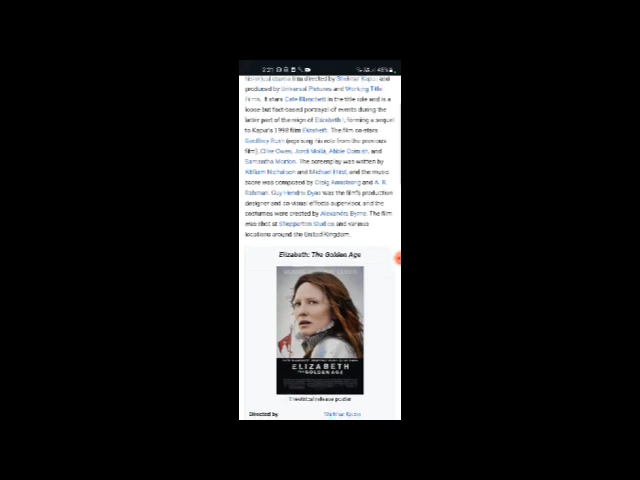 2:21
historical drama film directed by Shekhar Kapur and
produced by Universal Pictures and Working Title
Films. It stars Cate Blanchett in the title role and is a
loose but fact-based portrayal of events during the
latter part of the reign of Elizabeth I, forming a sequel
to Kapur's 1998 film Elizabeth. The film co-stars
Geoffrey Rush (reprising his role from the previous
film), Clive Owen, Jordi Mollà, Abbie Cornish, and
Samantha Morton. The screenplay was written by
William Nicholson and Michael Hirst, and the music
score was composed by Craig Armstrong and A. R.
Rahman. Guy Hendrix Dyas was the film's production
designer and co-visual effects supervisor, and the
costumes were created by Alexandra Byrne. The film
was shot at Shepperton Studios and various
locations around the United Kingdom.
Elizabeth: The Golden Age
ELIZABETH
THE GOLDEN AGE
Theatrical release poster
Directed by Shekhar Kapur